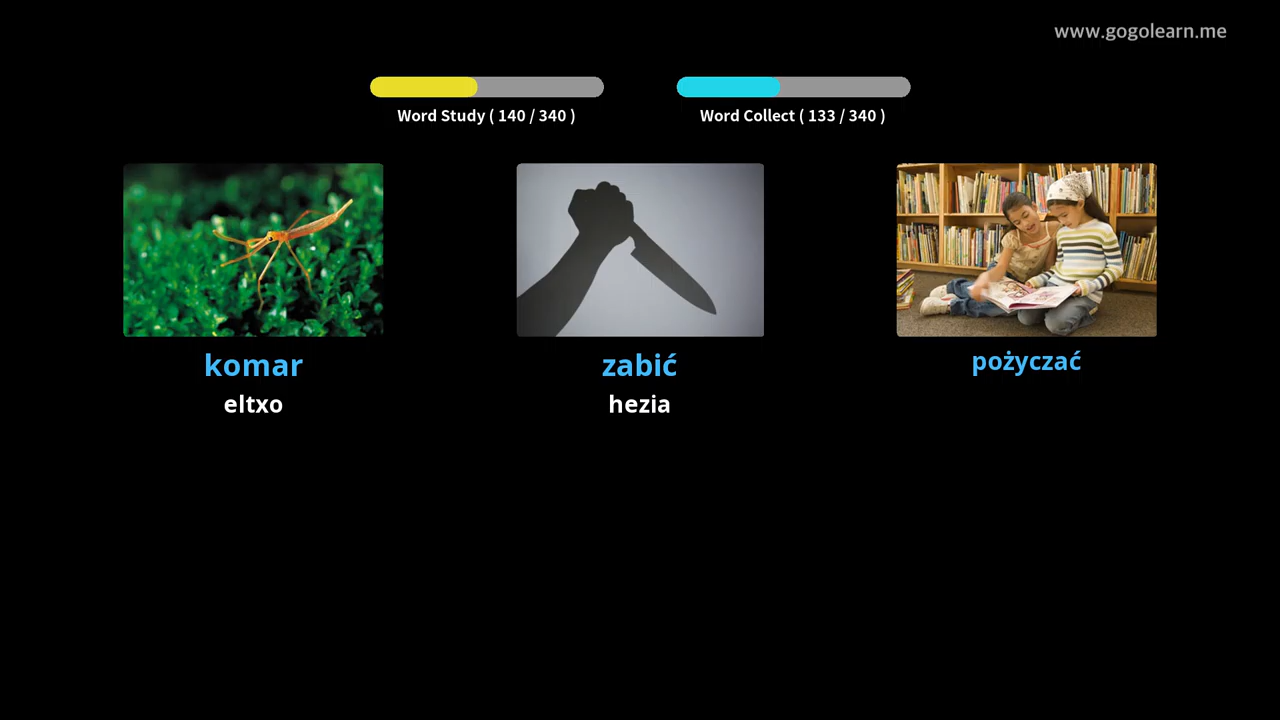 www.gogolearn.me
Word Study ( 140 / 340 )
Word Collect ( 133 / 340 )
komar
eltxo
zabić
hezia
pożyczać